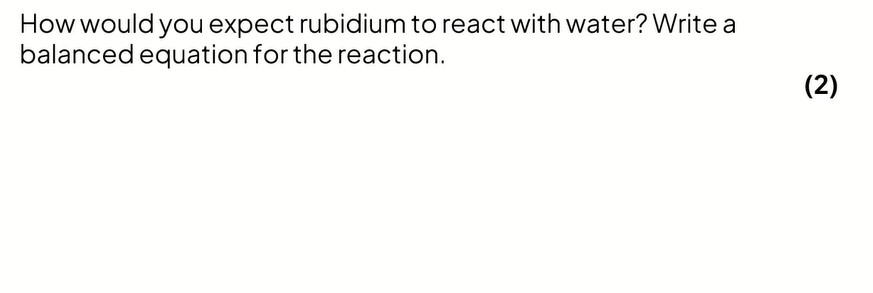 How would you expect rubidium to react with water? Write a
balanced equation for the reaction.
(2)